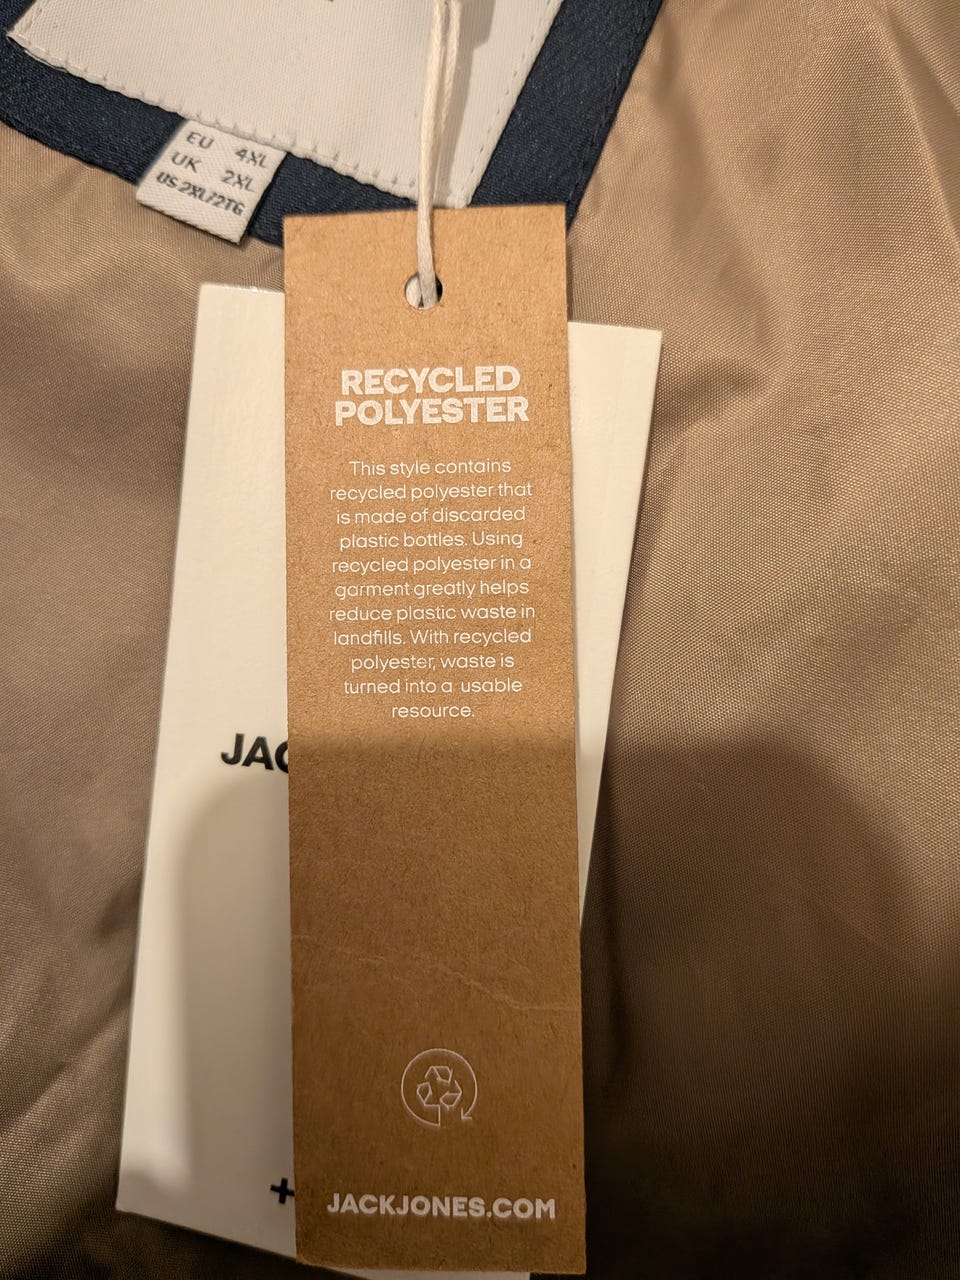 EU 4XL
UK 2XL
US 2XL/2TG
RECYCLED
POLYESTER
This style contains
recycled polyester that
is made of discarded
plastic bottles. Using
recycled polyester in a
garment greatly helps
reduce plastic waste in
landfills. With recycled
polyester, waste is
turned into a usable
resource.
JAC
+
JACKJONES.COM